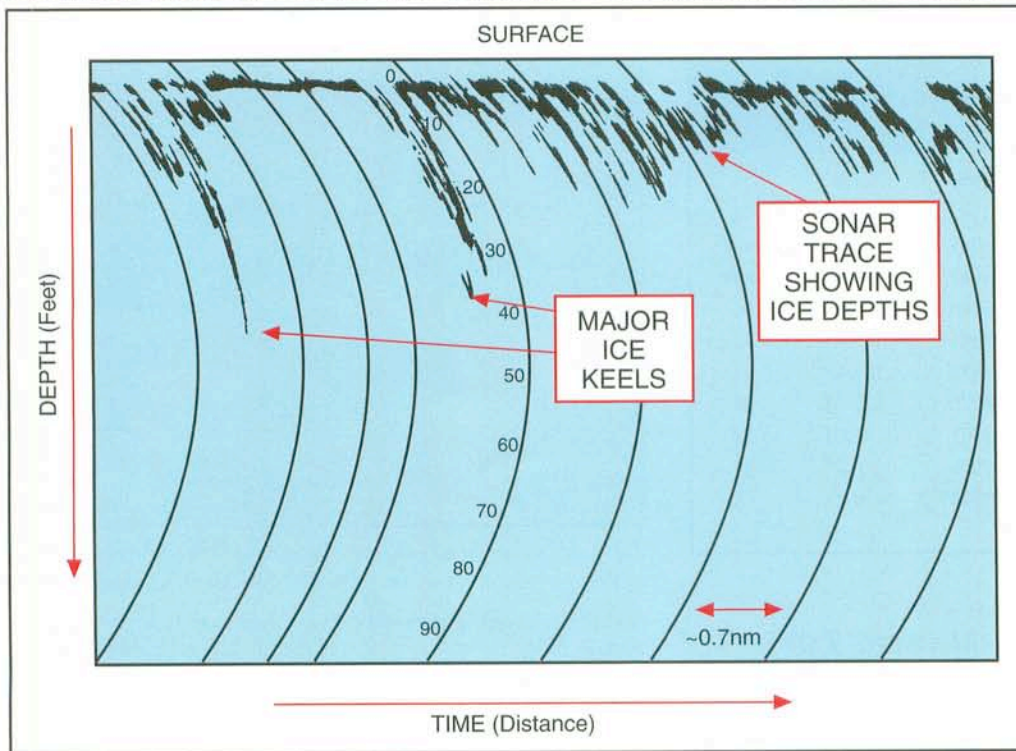 SURFACE
0
10
20
30
40
50
60
70
80
90
SONAR
TRACE
SHOWING
ICE DEPTHS
MAJOR
ICE
KEELS
DEPTH (Feet)
~0.7nm
TIME (Distance)